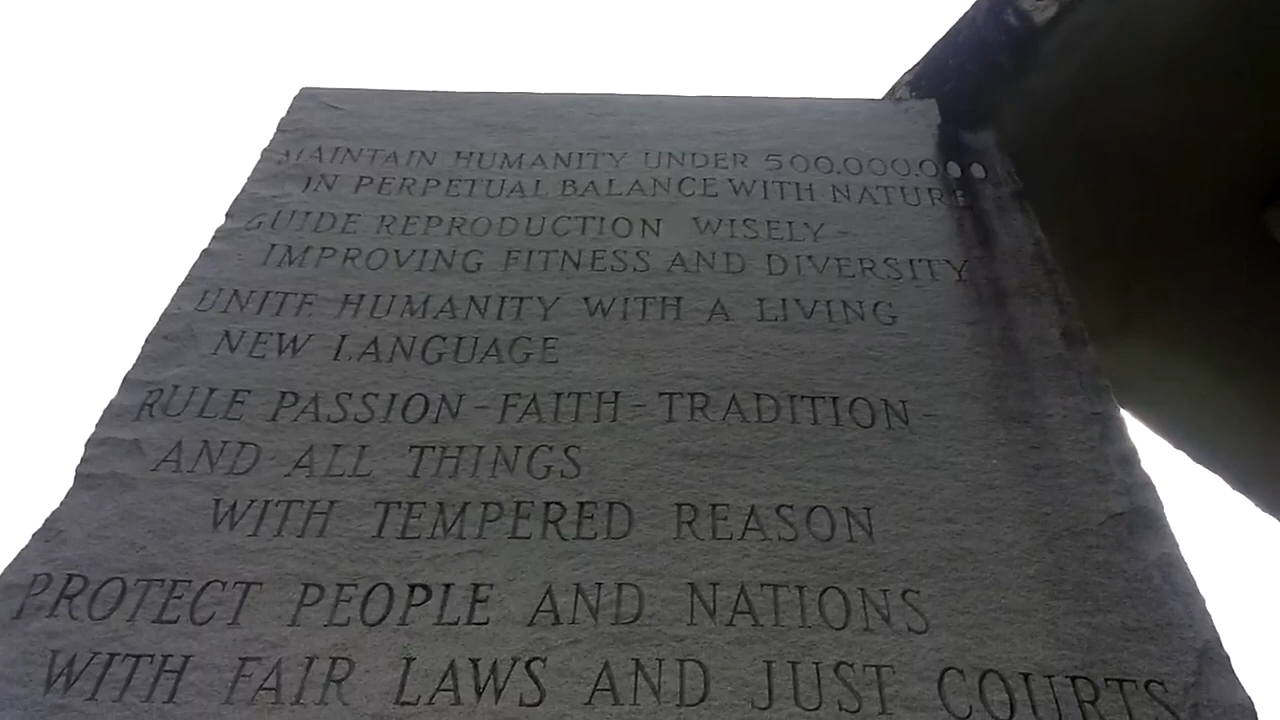 MAINTAIN HUMANITY UNDER 500,000,000
IN PERPETUAL BALANCE WITH NATURE
GUIDE REPRODUCTION WISELY -
IMPROVING FITNESS AND DIVERSITY
UNITE HUMANITY WITH A LIVING
NEW LANGUAGE
RULE PASSION - FAITH - TRADITION -
AND ALL THINGS
WITH TEMPERED REASON
PROTECT PEOPLE AND NATIONS
WITH FAIR LAWS AND JUST COURTS